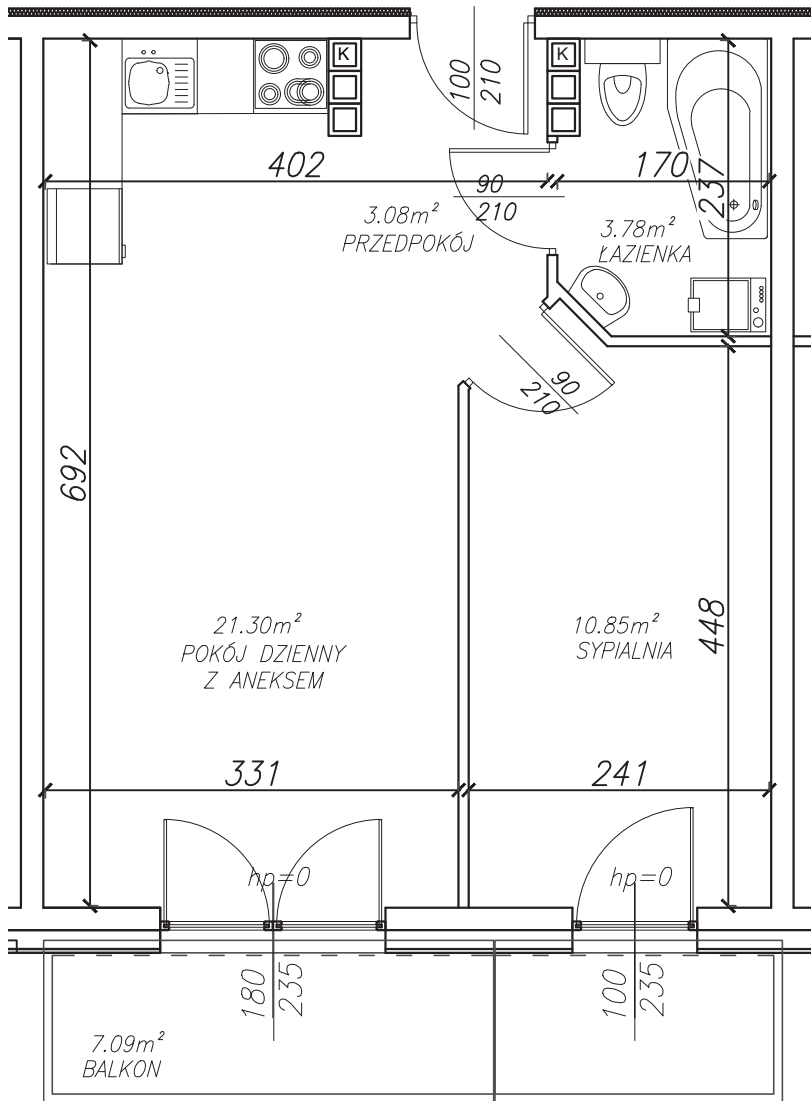 K
K
100
210
402
170
237
90
210
3.08m²
PRZEDPOKÓJ
3.78m²
ŁAZIENKA
90
210
692
21.30m²
POKÓJ DZIENNY
Z ANEKSEM
10.85m²
SYPIALNIA
448
331
241
hp=0
hp=0
180
235
100
235
7.09m²
BALKON